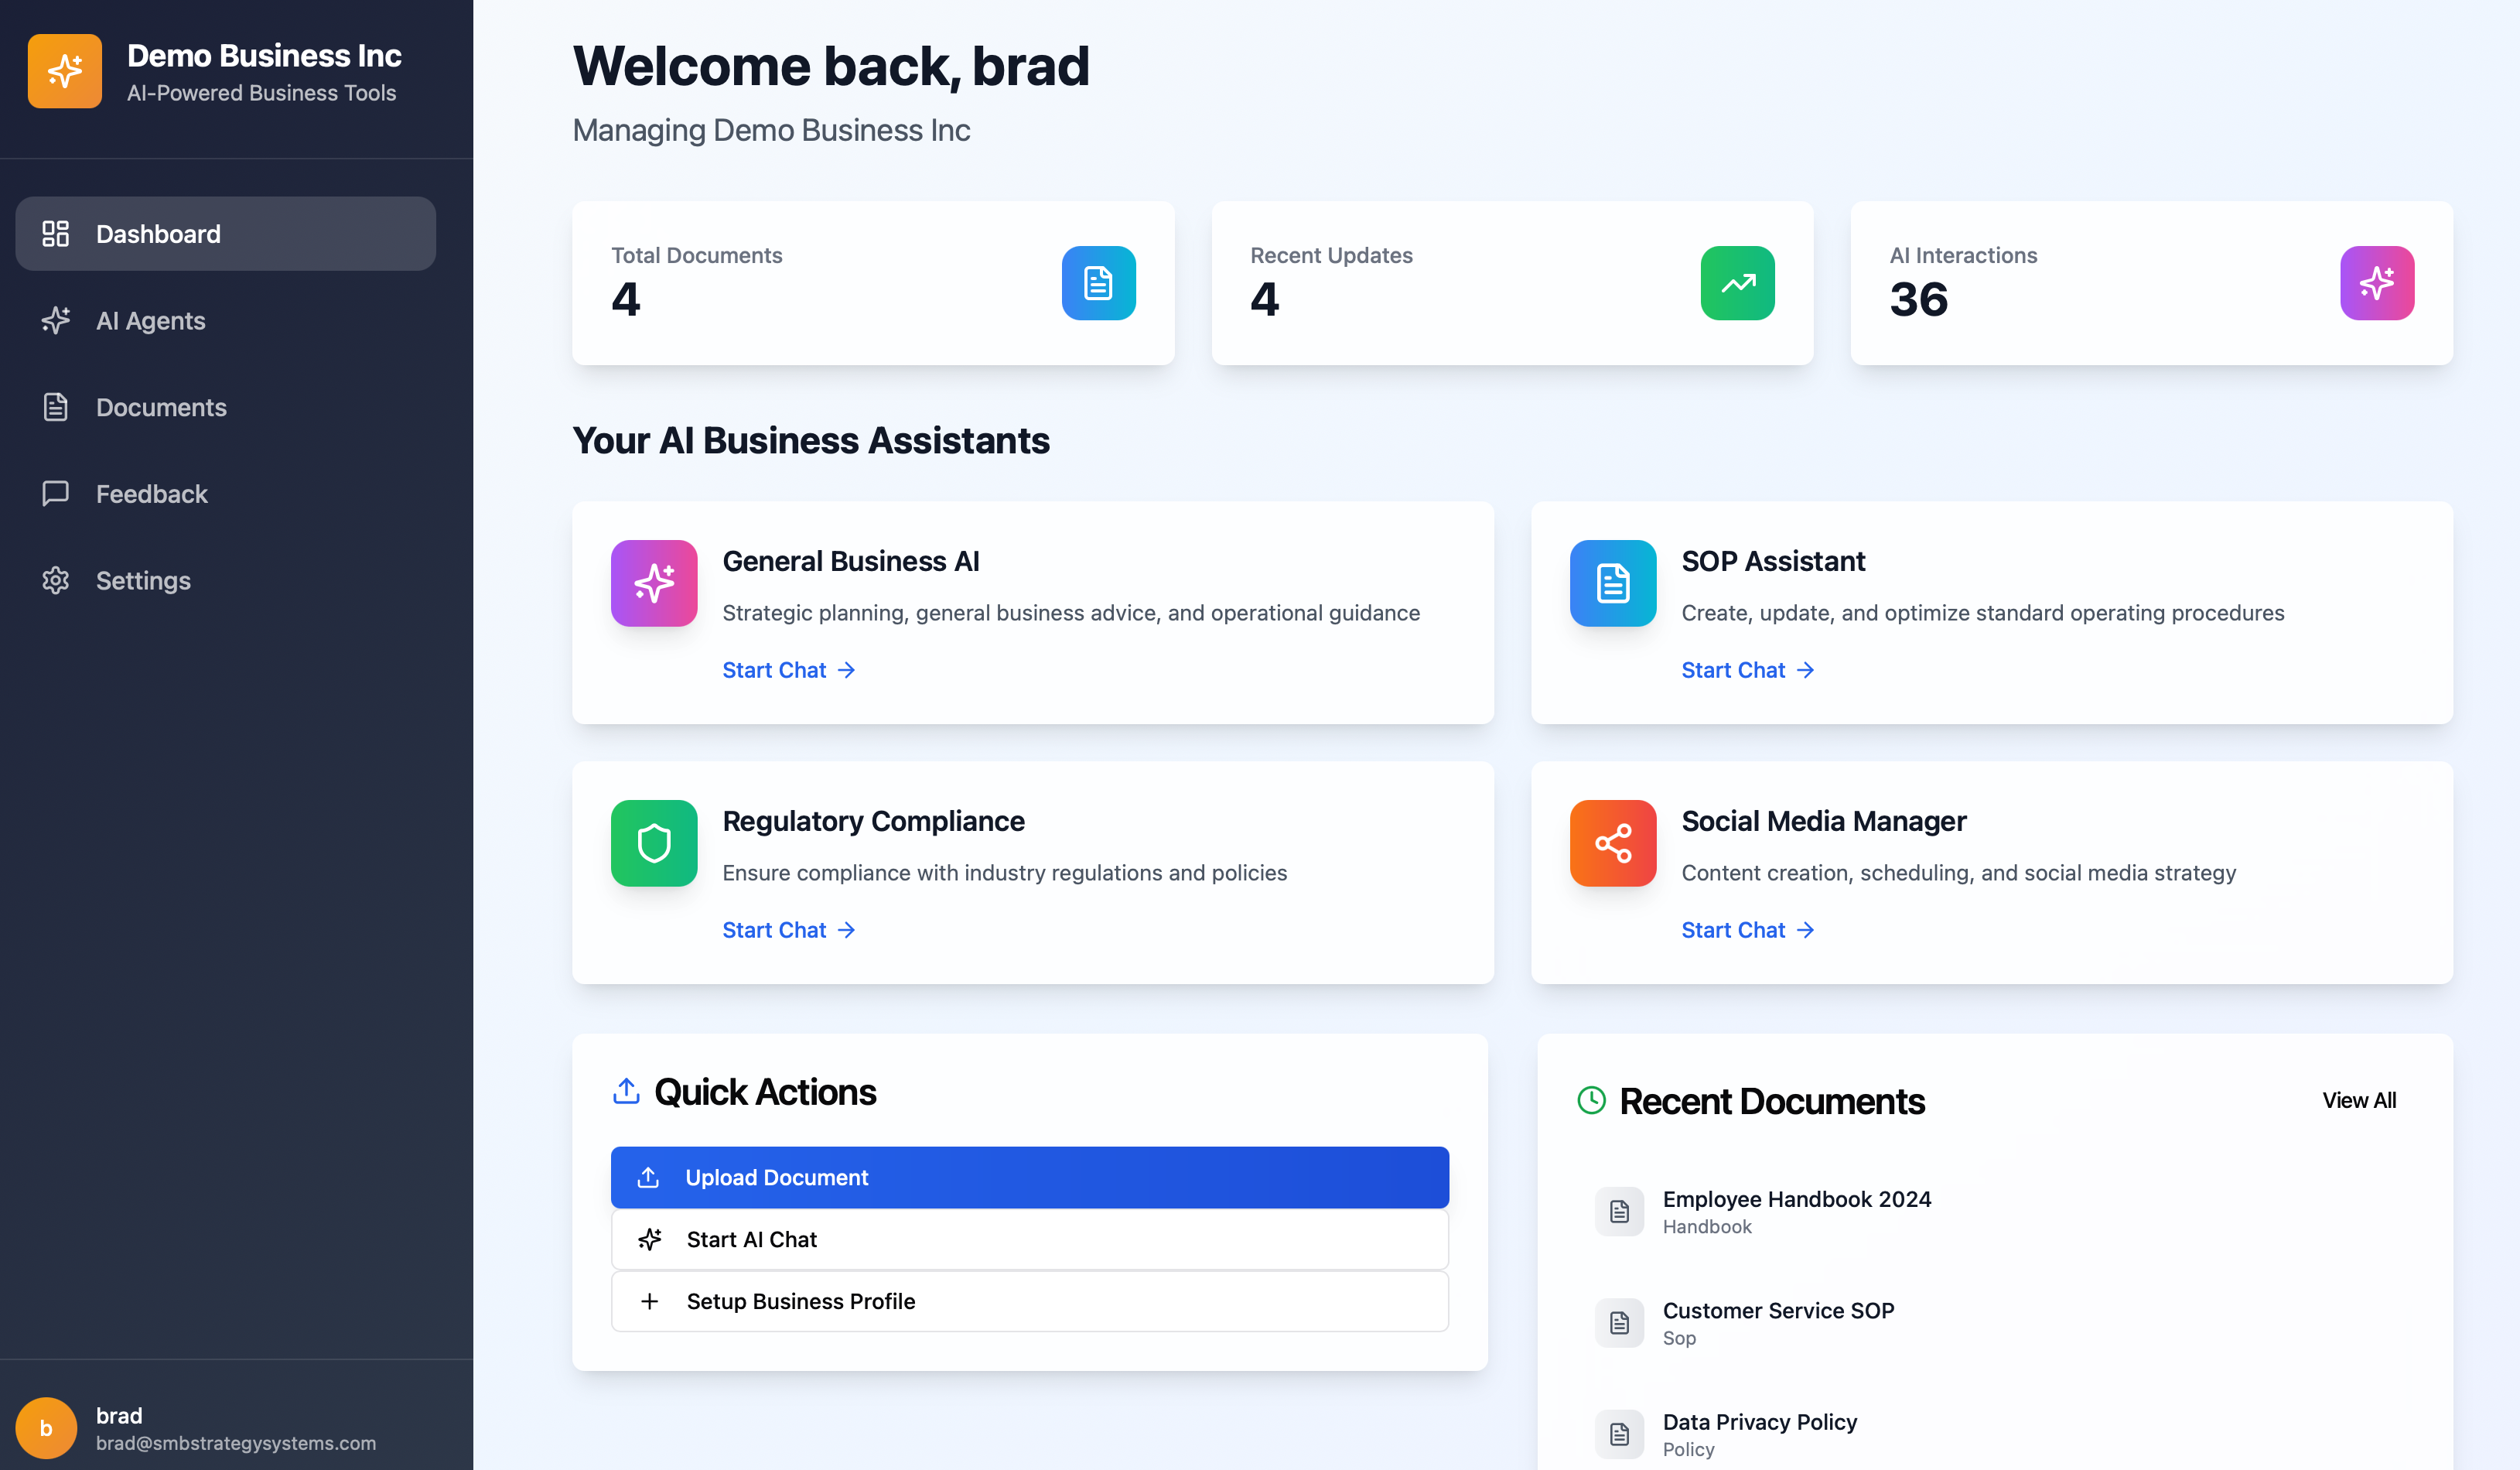 Demo Business Inc
AI-Powered Business Tools
Dashboard
AI Agents
Documents
Feedback
Settings
b
brad
brad@smbstrategysystems.com
Welcome back, brad
Managing Demo Business Inc
Total Documents
4
Recent Updates
4
AI Interactions
36
Your AI Business Assistants
General Business AI
Strategic planning, general business advice, and operational guidance
Start Chat
SOP Assistant
Create, update, and optimize standard operating procedures
Start Chat
Regulatory Compliance
Ensure compliance with industry regulations and policies
Start Chat
Social Media Manager
Content creation, scheduling, and social media strategy
Start Chat
Quick Actions
Upload Document
Start AI Chat
Setup Business Profile
Recent Documents
View All
Employee Handbook 2024
Handbook
Customer Service SOP
Sop
Data Privacy Policy
Policy